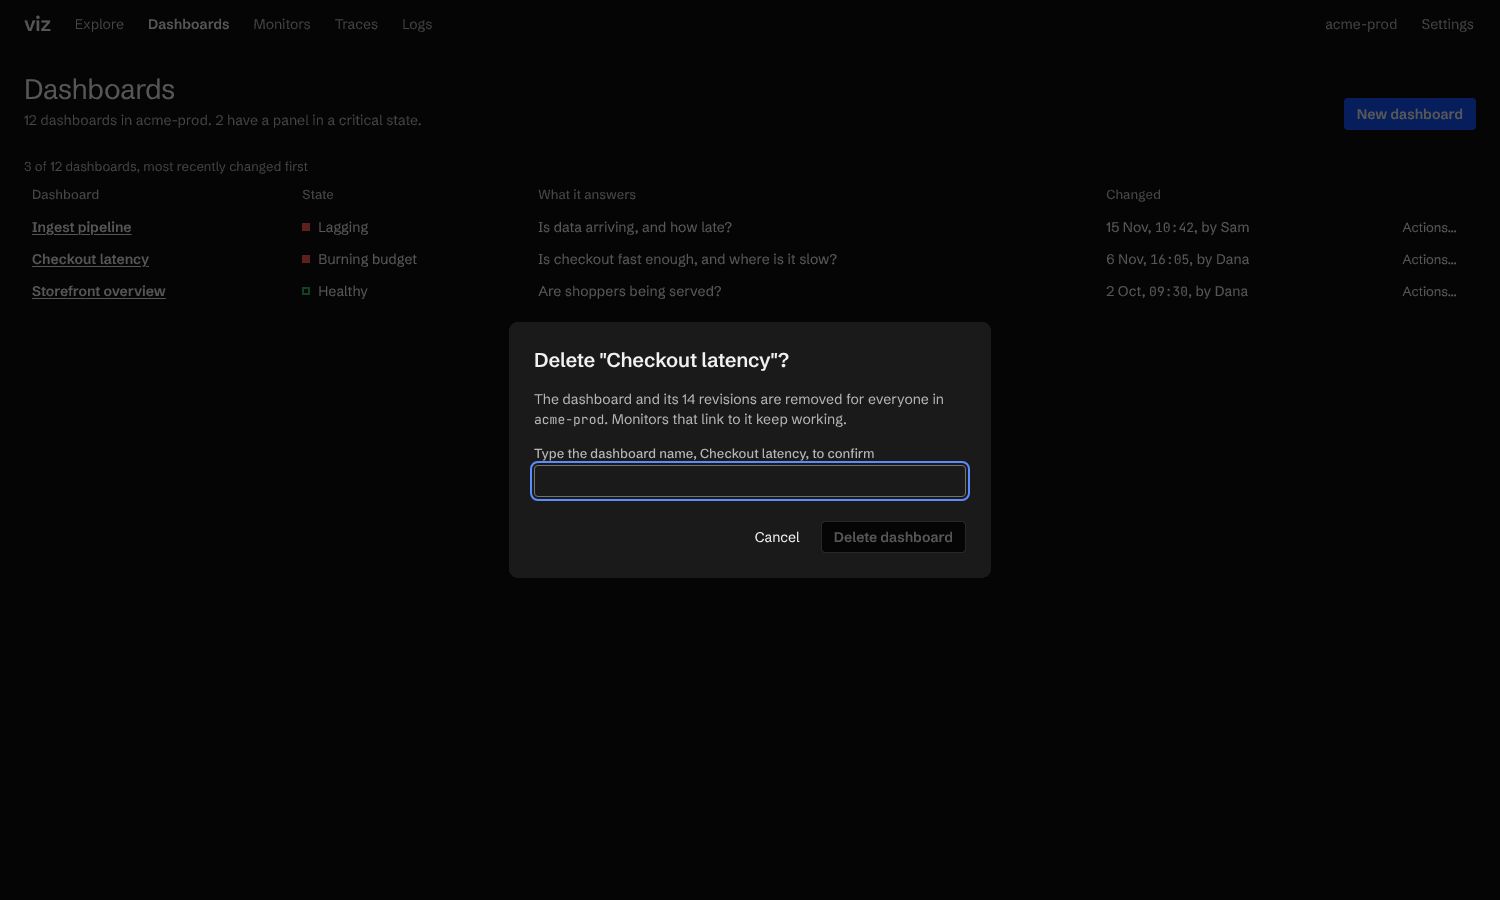 viz Explore Dashboards Monitors Traces Logs acme-prod Settings
Dashboards
12 dashboards in acme-prod. 2 have a panel in a critical state.
New dashboard
3 of 12 dashboards, most recently changed first
Dashboard State What it answers Changed
Ingest pipeline Lagging Is data arriving, and how late? 15 Nov, 10:42, by Sam Actions...
Checkout latency Burning budget Is checkout fast enough, and where is it slow? 6 Nov, 16:05, by Dana Actions...
Storefront overview Healthy Are shoppers being served? 2 Oct, 09:30, by Dana Actions...
Delete "Checkout latency"?
The dashboard and its 14 revisions are removed for everyone in
acme-prod. Monitors that link to it keep working.
Type the dashboard name, Checkout latency, to confirm
Cancel Delete dashboard